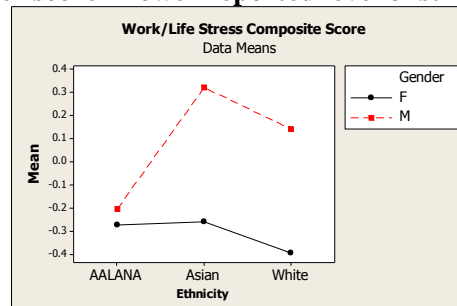 Work/Life Stress Composite Score
Data Means
0.4
0.3
0.2
0.1
0.0
-0.1
-0.2
-0.3
-0.4
Mean
AALANA
Asian
White
Ethnicity
Gender
F
M